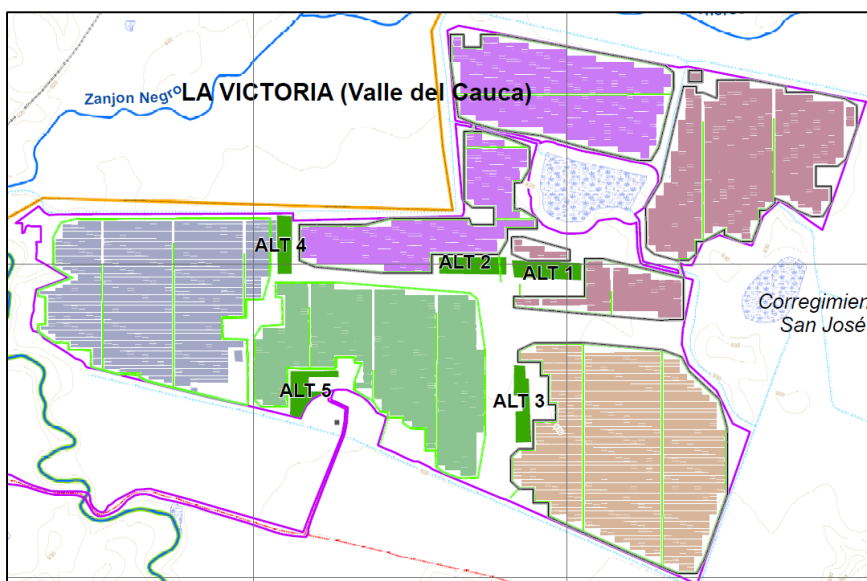 Zanjon Negro
LA VICTORIA (Valle del Cauca)
ALT 4
ALT 2
ALT 1
Corregimien
San José
ALT 5
ALT 3